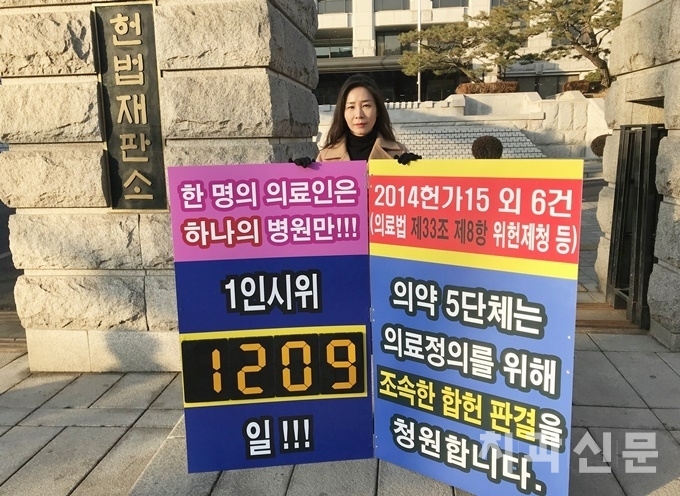 헌법재판소
한 명의 의료인은
하나의 병원만!!!
1인시위
1209
일 !!!
2014헌가15 외 6건
(의료법 제33조 제8항 위헌제청 등)
의약 5단체는
의료정의를 위해
조속한 합헌 판결을
청원합니다.
치과신문